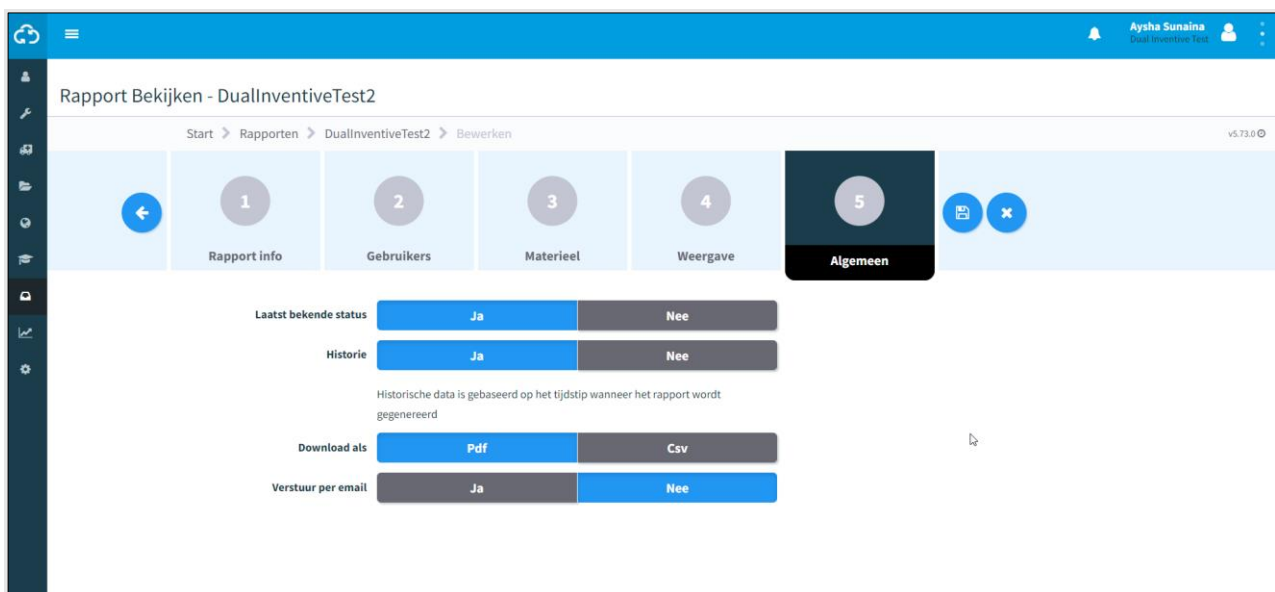 Aysha Sunaina
Dual Inventive Test
Rapport Bekijken - DualInventiveTest2
Start Rapporten DualInventiveTest2 Bewerken
v5.73.0
1 2 3 4 5
Rapport info Gebruikers Materieel Weergave Algemeen
Laatst bekende status Ja Nee
Historie Ja Nee
Historische data is gebaseerd op het tijdstip wanneer het rapport wordt
gegenereerd
Download als Pdf Csv
Verstuur per email Ja Nee